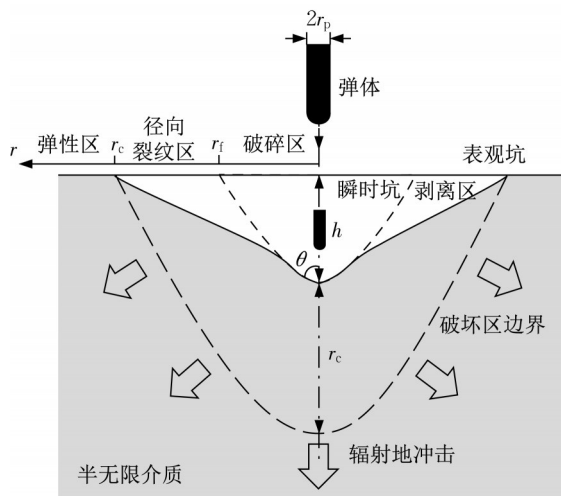 2rₚ
弹体
径向
弹性区 r_c 裂纹区 r_f 破碎区
r
表观坑
瞬时坑 剥离区
h
θ
破坏区边界
r_c
辐射地冲击
半无限介质